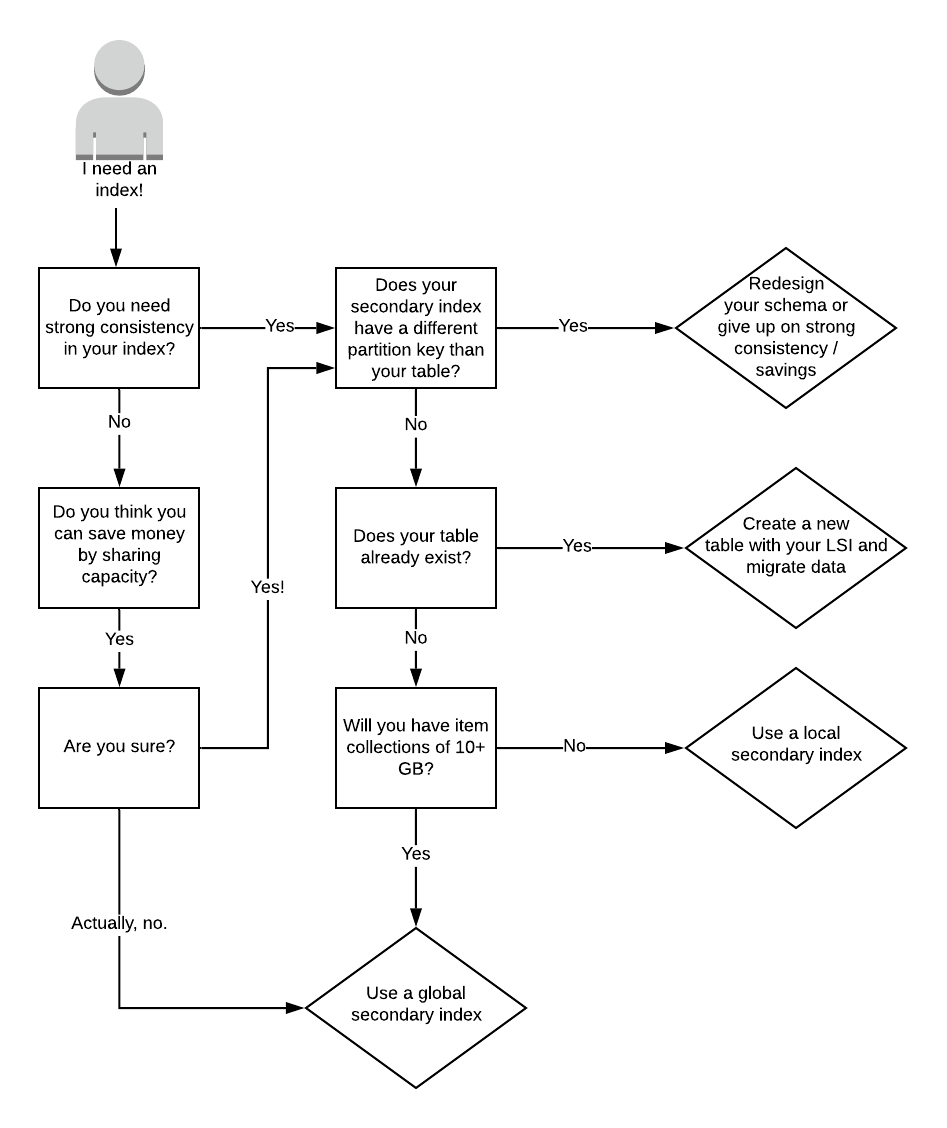 I need an
index!
Do you need
strong consistency
in your index?
Yes
Does your
secondary index
have a different
partition key than
your table?
Yes
Redesign
your schema or
give up on strong
consistency /
savings
No
No
Do you think you
can save money
by sharing
capacity?
Does your table
already exist?
Yes
Create a new
table with your LSI and
migrate data
Yes!
Yes
No
Are you sure?
Will you have item
collections of 10+
GB?
No
Use a local
secondary index
Yes
Actually, no.
Use a global
secondary index